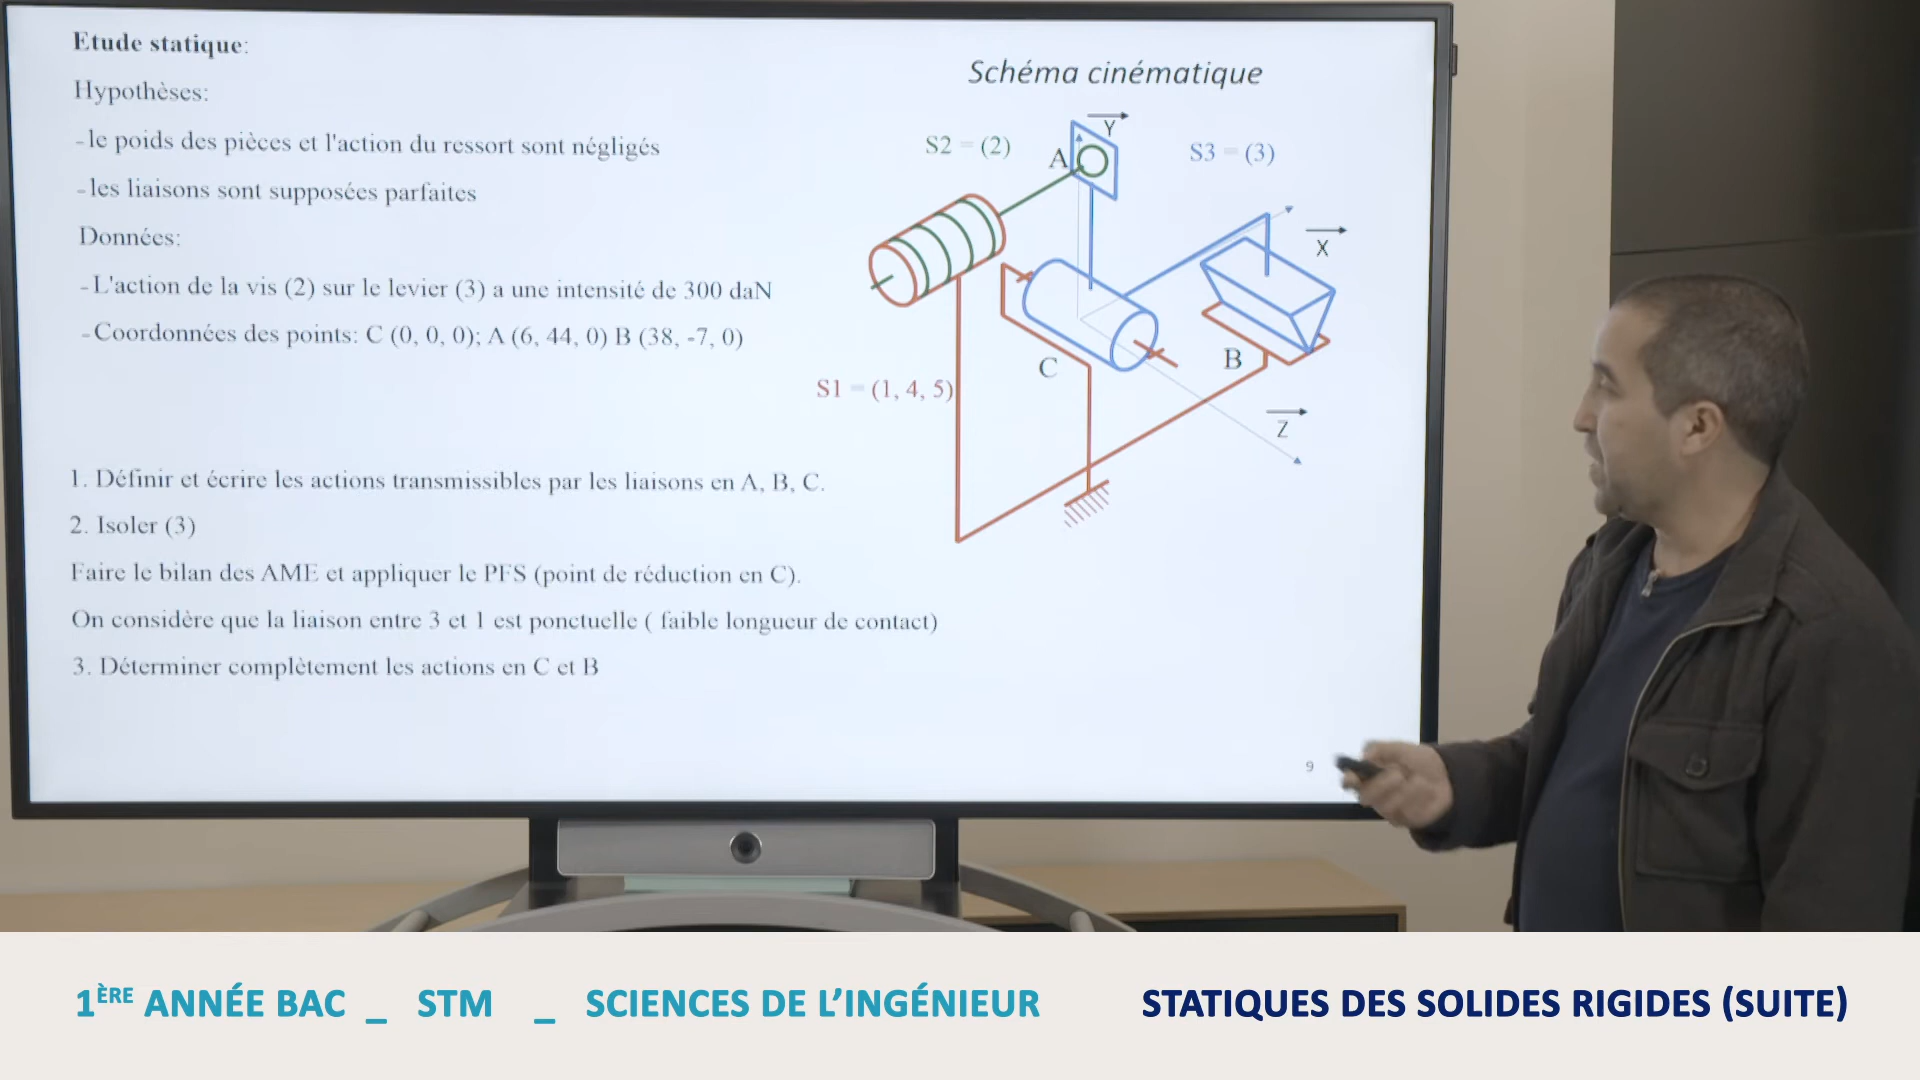 Etude statique:
Hypothèses:
-le poids des pièces et l'action du ressort sont négligés
-les liaisons sont supposées parfaites
Données:
-L'action de la vis (2) sur le levier (3) a une intensité de 300 daN
-Coordonnées des points: C (0, 0, 0); A (6, 44, 0) B (38, -7, 0)
1. Définir et écrire les actions transmissibles par les liaisons en A, B, C.
2. Isoler (3)
Faire le bilan des AME et appliquer le PFS (point de réduction en C).
On considère que la liaison entre 3 et 1 est ponctuelle ( faible longueur de contact)
3. Déterminer complètement les actions en C et B
Schéma cinématique
Y
S2 = (2)
A
S3 = (3)
X
C
B
S1 = (1, 4, 5)
Z
9
1ÈRE ANNÉE BAC _ STM _ SCIENCES DE L'INGÉNIEUR
STATIQUES DES SOLIDES RIGIDES (SUITE)